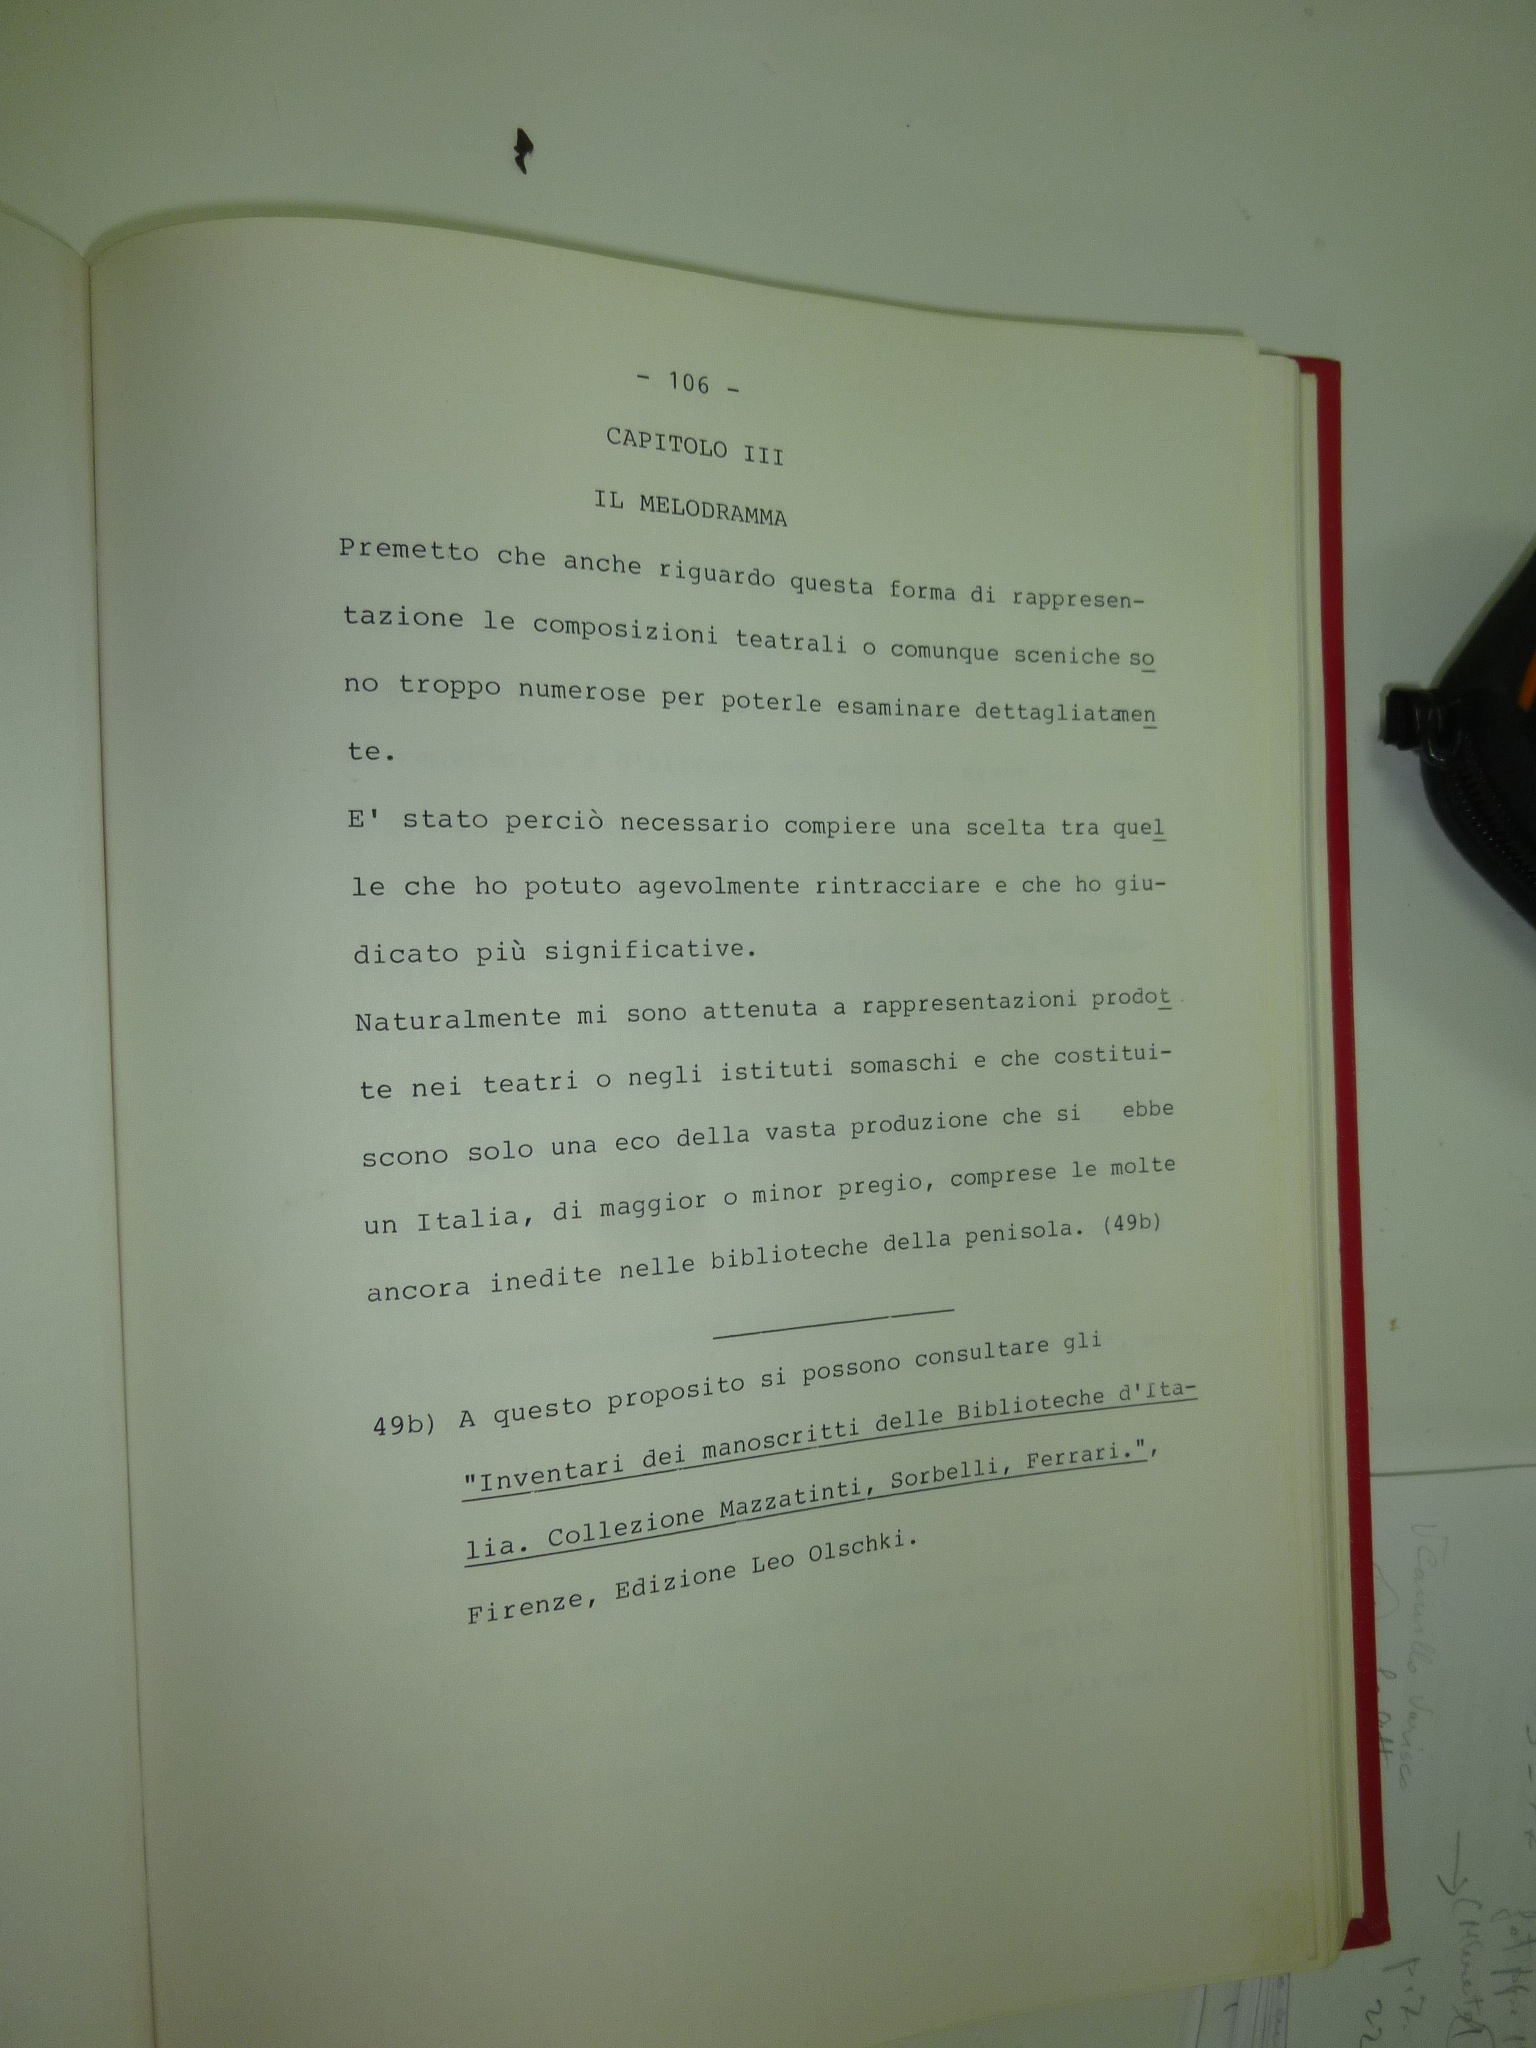 - 106 -
CAPITOLO III
IL MELODRAMMA
Premetto che anche riguardo questa forma di rappresen-
tazione le composizioni teatrali o comunque sceniche so
no troppo numerose per poterle esaminare dettagliatamen
te.
E' stato perciò necessario compiere una scelta tra quel
le che ho potuto agevolmente rintracciare e che ho giu-
dicato più significative.
Naturalmente mi sono attenuta a rappresentazioni prodot
te nei teatri o negli istituti somaschi e che costitui-
scono solo una eco della vasta produzione che si ebbe
un Italia, di maggior o minor pregio, comprese le molte
ancora inedite nelle biblioteche della penisola. (49b)
49b) A questo proposito si possono consultare gli
"Inventari dei manoscritti delle Biblioteche d'Ita-
lia. Collezione Mazzatinti, Sorbelli, Ferrari.",
Firenze, Edizione Leo Olschki.